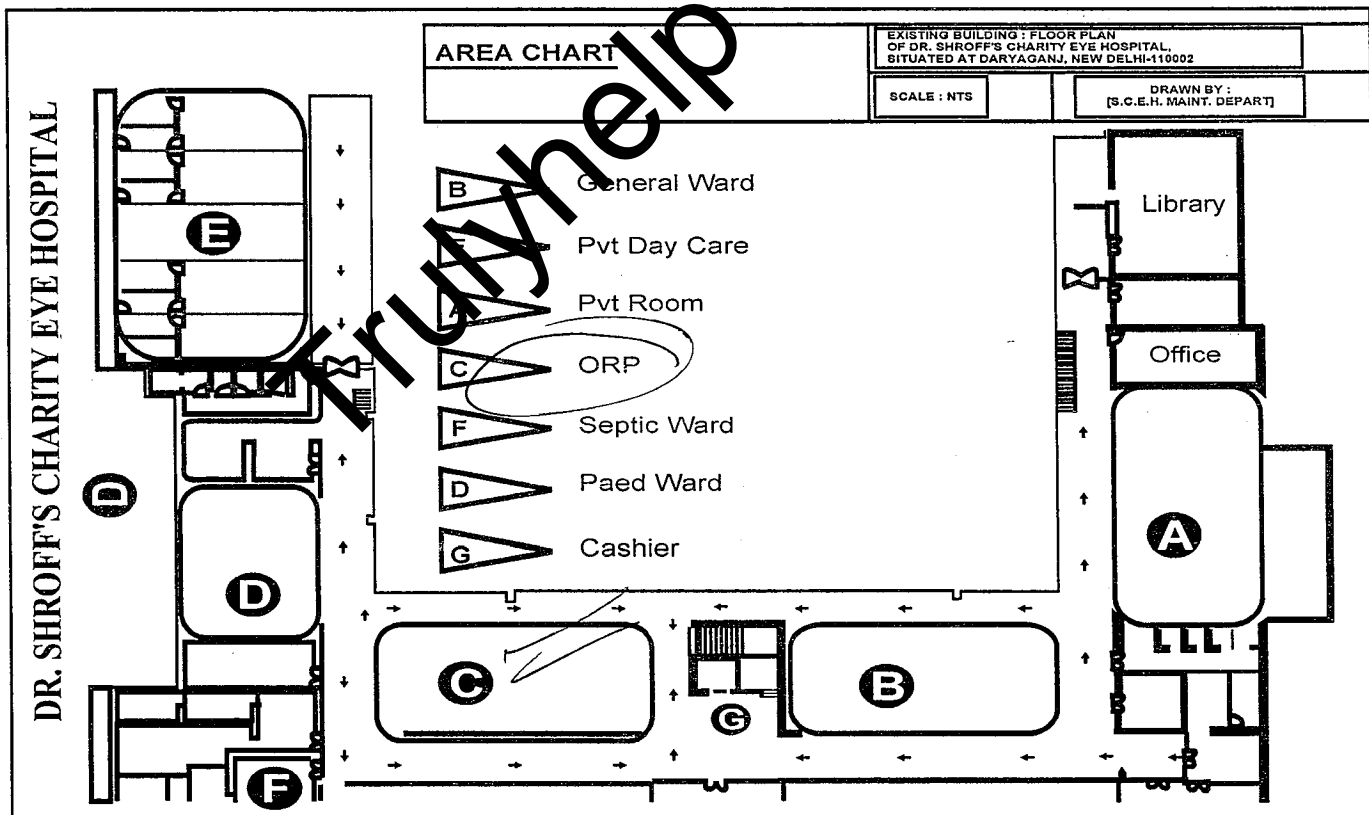 AREA CHART
EXISTING BUILDING : FLOOR PLAN
OF DR. SHROFF'S CHARITY EYE HOSPITAL,
SITUATED AT DARYAGANJ, NEW DELHI-110002
SCALE : NTS
DRAWN BY :
[S.C.E.H. MAINT. DEPART]
DR. SHROFF'S CHARITY EYE HOSPITAL
Trulyhelp
B General Ward
E Pvt Day Care
A Pvt Room
C ORP
F Septic Ward
D Paed Ward
G Cashier
Library
Office
E
D
D
F
C
G
B
A